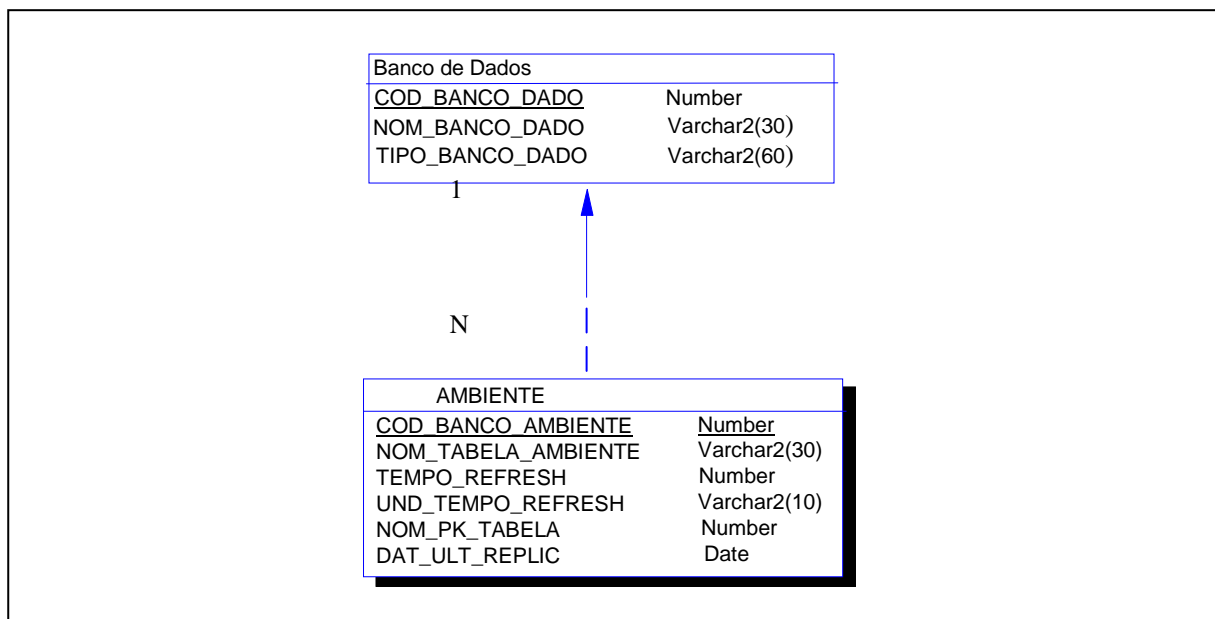 Banco de Dados
COD_BANCO_DADO Number
NOM_BANCO_DADO Varchar2(30)
TIPO_BANCO_DADO Varchar2(60)
1
N
AMBIENTE
COD_BANCO_AMBIENTE Number
NOM_TABELA_AMBIENTE Varchar2(30)
TEMPO_REFRESH Number
UND_TEMPO_REFRESH Varchar2(10)
NOM_PK_TABELA Number
DAT_ULT_REPLIC Date